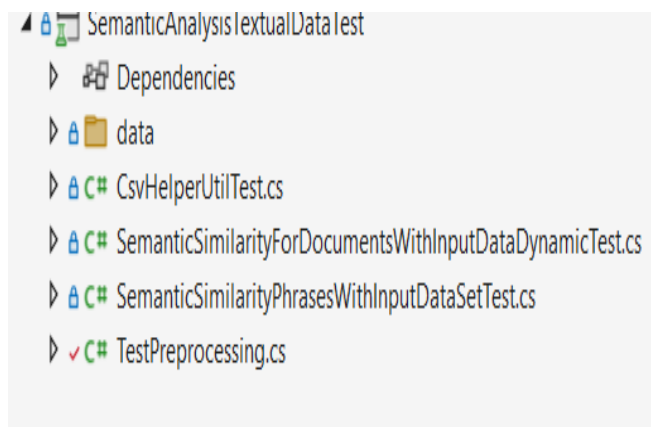 SemanticAnalysisTextualDataTest
Dependencies
data
C# CsvHelperUtilTest.cs
C# SemanticSimilarityForDocumentsWithInputDataDynamicTest.cs
C# SemanticSimilarityPhrasesWithInputDataSetTest.cs
C# TestPreprocessing.cs